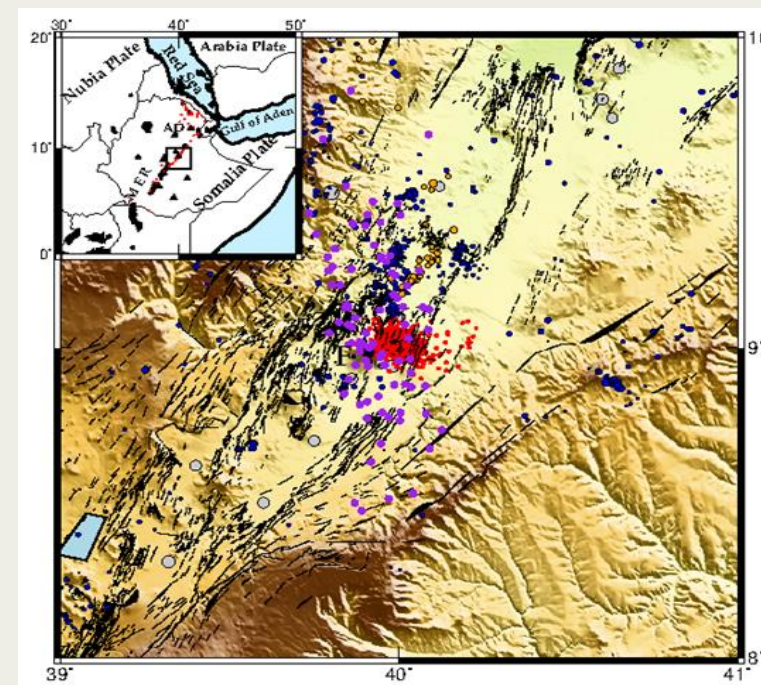 30° 40° 50°
20°
10°
0°
Nubia Plate
Red Sea
Arabia Plate
Gulf of Aden
Somalia Plate
MER
10
9
8
39° 40° 41°